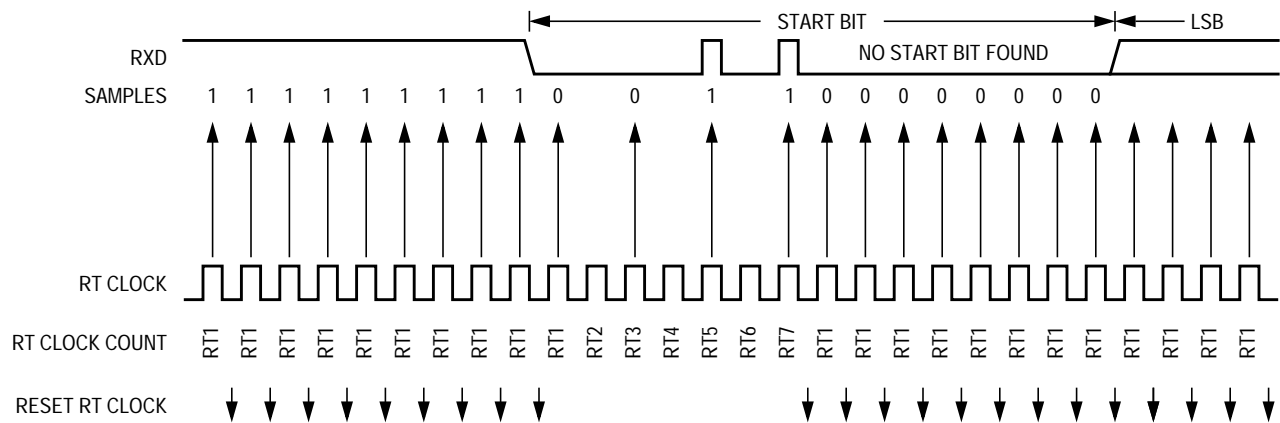 START BIT LSB
RXD NO START BIT FOUND
SAMPLES 1 1 1 1 1 1 1 1 1 0 0 1 1 0 0 0 0 0 0 0 0
RT CLOCK
RT CLOCK COUNT RT1 RT1 RT1 RT1 RT1 RT1 RT1 RT1 RT1 RT1 RT2 RT3 RT4 RT5 RT6 RT7 RT1 RT1 RT1 RT1 RT1 RT1 RT1 RT1 RT1 RT1 RT1 RT1
RESET RT CLOCK